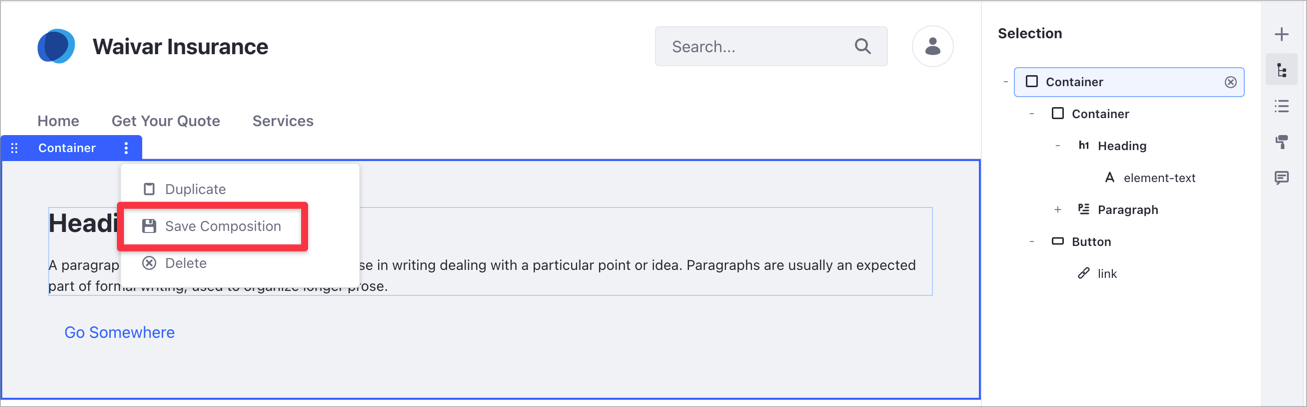 Waivar Insurance
Search...
Home Get Your Quote Services
Container
Duplicate
Save Composition
Delete
Headi
A paragrap se in writing dealing with a particular point or idea. Paragraphs are usually an expected
part of formal writing, used to organize longer prose.
Go Somewhere
Selection
Container
Container
h1 Heading
A element-text
Paragraph
Button
link